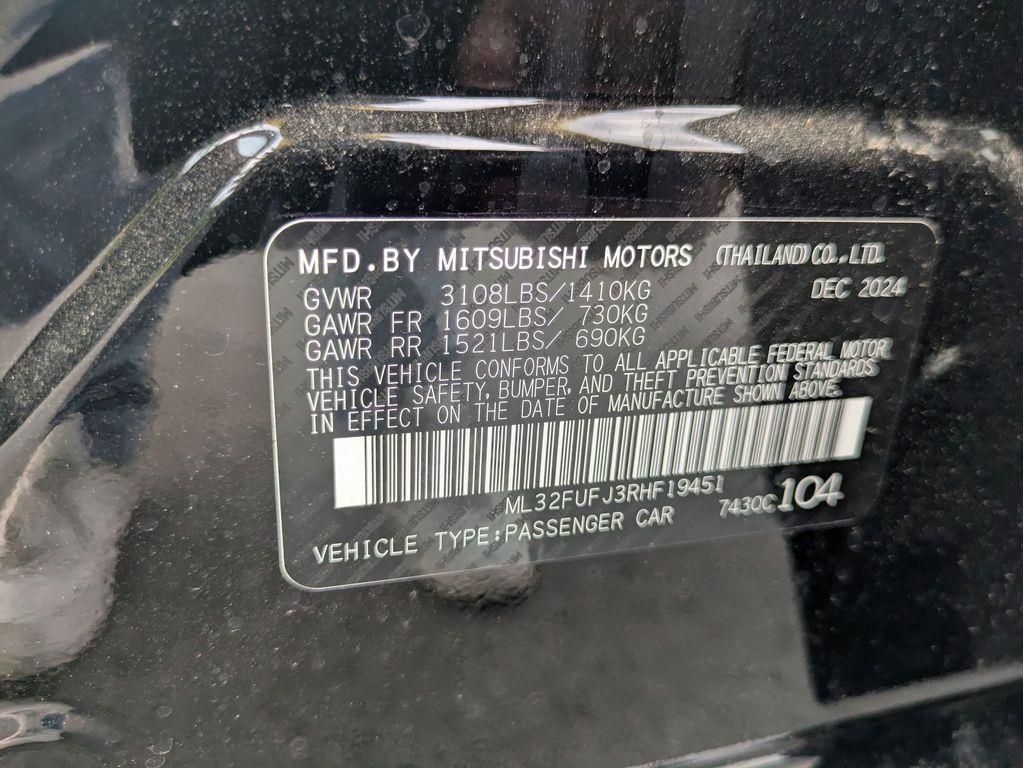 MFD.BY MITSUBISHI MOTORS (THAILAND) CO., LTD.
GVWR 3108LBS/1410KG DEC 2024
GAWR FR 1609LBS/ 730KG
GAWR RR 1521LBS/ 690KG
THIS VEHICLE CONFORMS TO ALL APPLICABLE FEDERAL MOTOR
VEHICLE SAFETY, BUMPER, AND THEFT PREVENTION STANDARDS
IN EFFECT ON THE DATE OF MANUFACTURE SHOWN ABOVE.
ML32FUFJ3RHF19451
VEHICLE TYPE:PASSENGER CAR 7430C104